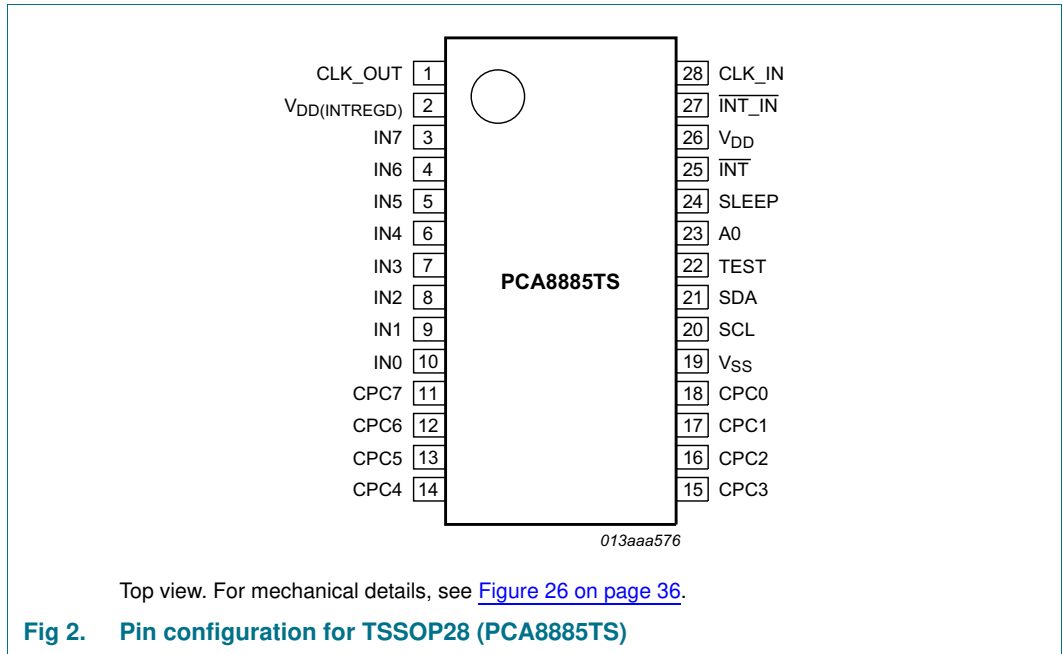 CLK_OUT 1 28 CLK_IN
VDD(INTREGD) 2 27 INT_IN
IN7 3 26 VDD
IN6 4 25 INT
IN5 5 24 SLEEP
IN4 6 23 A0
IN3 7 22 TEST
PCA8885TS
IN2 8 21 SDA
IN1 9 20 SCL
IN0 10 19 VSS
CPC7 11 18 CPC0
CPC6 12 17 CPC1
CPC5 13 16 CPC2
CPC4 14 15 CPC3
013aaa576
Top view. For mechanical details, see Figure 26 on page 36.
Fig 2. Pin configuration for TSSOP28 (PCA8885TS)